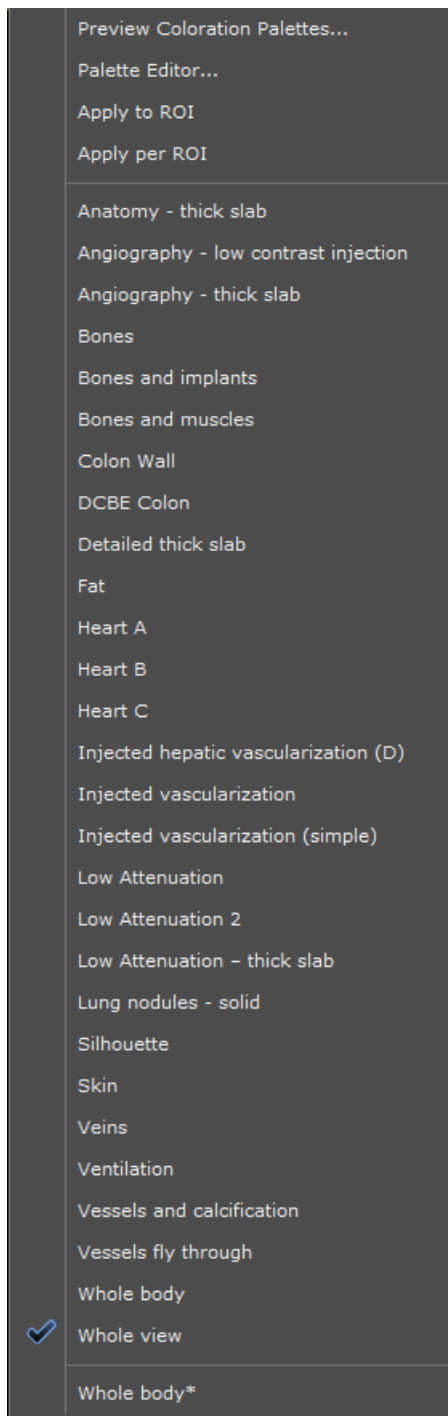 Preview Coloration Palettes...
Palette Editor...
Apply to ROI
Apply per ROI
Anatomy - thick slab
Angiography - low contrast injection
Angiography - thick slab
Bones
Bones and implants
Bones and muscles
Colon Wall
DCBE Colon
Detailed thick slab
Fat
Heart A
Heart B
Heart C
Injected hepatic vascularization (D)
Injected vascularization
Injected vascularization (simple)
Low Attenuation
Low Attenuation 2
Low Attenuation – thick slab
Lung nodules - solid
Silhouette
Skin
Veins
Ventilation
Vessels and calcification
Vessels fly through
Whole body
Whole view
Whole body*